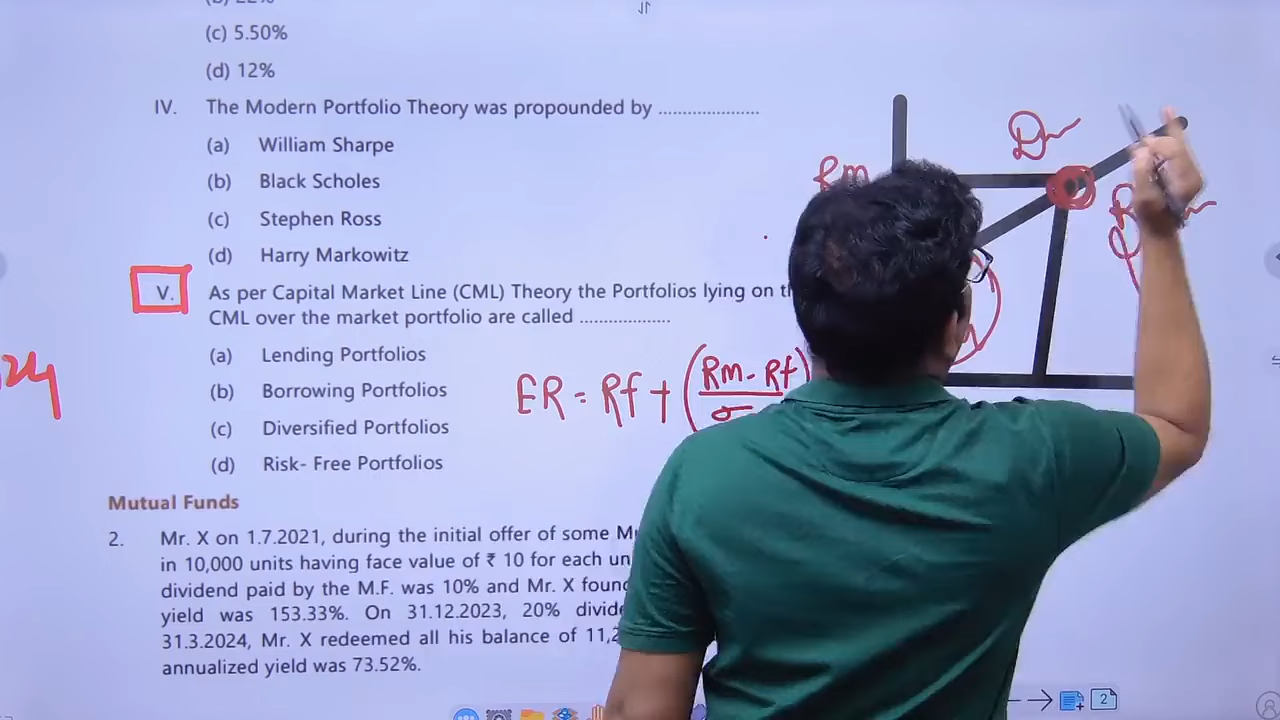 (c) 5.50%
(d) 12%
IV. The Modern Portfolio Theory was propounded by ....................
(a) William Sharpe
(b) Black Scholes
(c) Stephen Ross
(d) Harry Markowitz
V. As per Capital Market Line (CML) Theory the Portfolios lying on
CML over the market portfolio are called ..................
(a) Lending Portfolios
(b) Borrowing Portfolios
(c) Diversified Portfolios
(d) Risk- Free Portfolios
Rm
ER = Rf + (Rm - Rf)
σ
Mutual Funds
2. Mr. X on 1.7.2021, during the initial offer of some
in 10,000 units having face value of ₹ 10 for each
dividend paid by the M.F. was 10% and Mr. X
yield was 153.33%. On 31.12.2023, 20%
31.3.2024, Mr. X redeemed all his balance of
annualized yield was 73.52%.
2